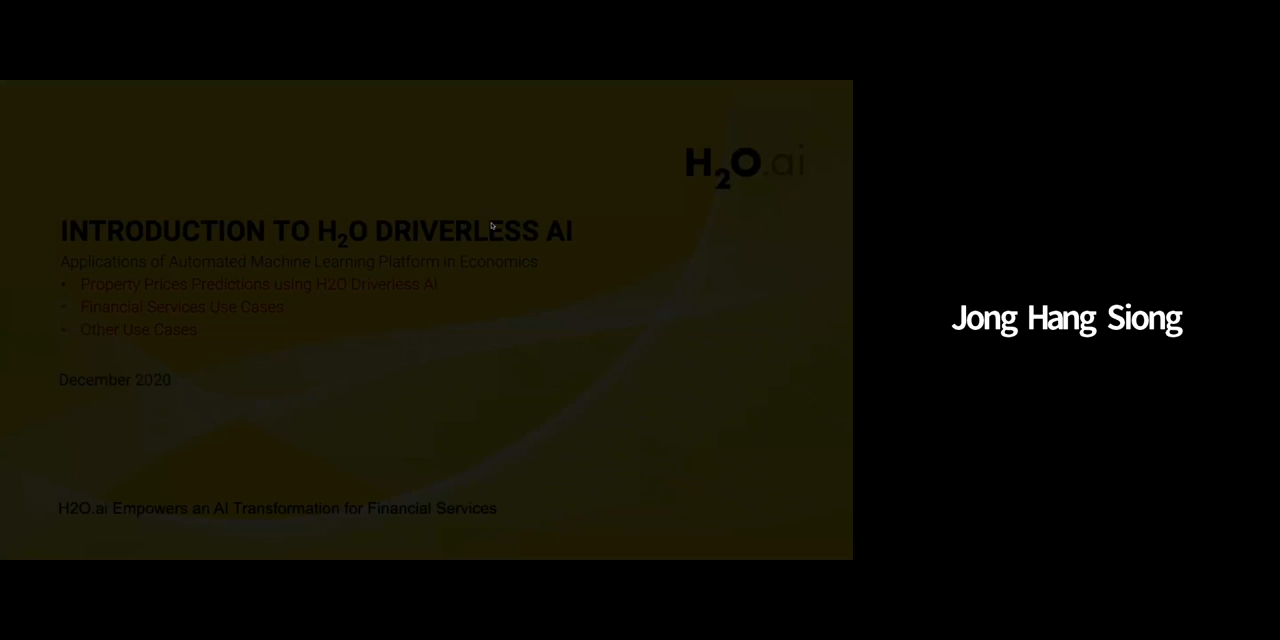 H2O.ai
INTRODUCTION TO H2O DRIVERLESS AI
Applications of Automated Machine Learning Platform in Economics
• Property Prices Predictions using H2O Driverless AI
• Financial Services Use Cases
• Other Use Cases
December 2020
H2O.ai Empowers an AI Transformation for Financial Services
Jong Hang Siong